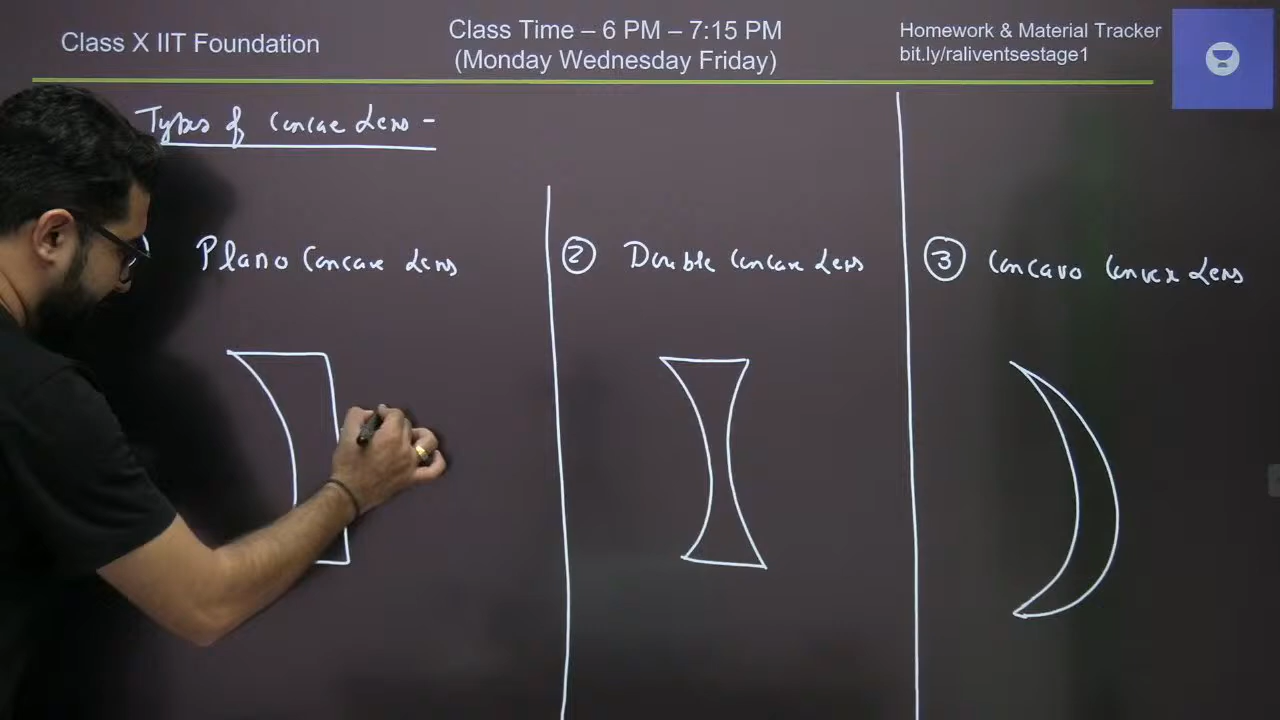 Class X IIT Foundation
Class Time – 6 PM – 7:15 PM
(Monday Wednesday Friday)
Homework & Material Tracker
bit.ly/raliventsestage1
Types of Concave Lens -
Plano Concave Lens
② Double Concave Lens
③ Concavo Convex Lens